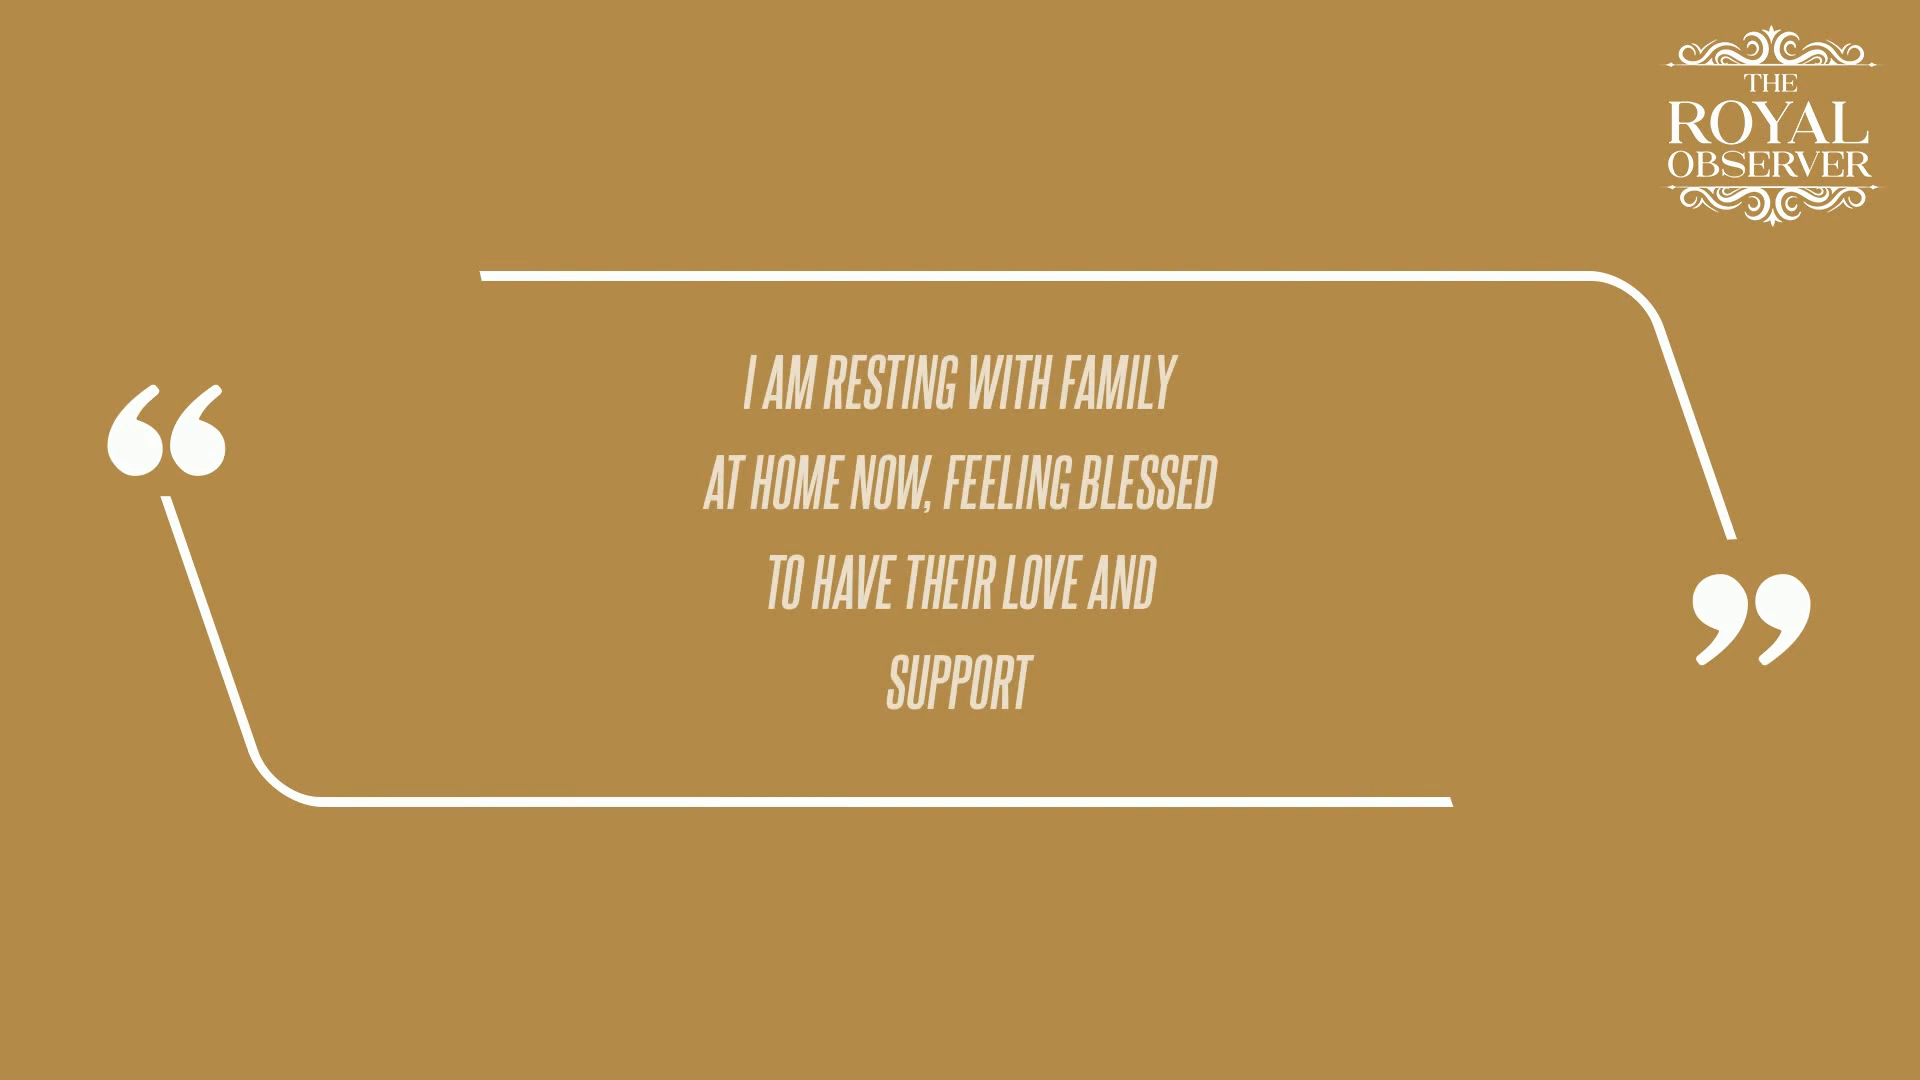 THE
ROYAL
OBSERVER
“
I AM RESTING WITH FAMILY
AT HOME NOW, FEELING BLESSED
TO HAVE THEIR LOVE AND
SUPPORT
”